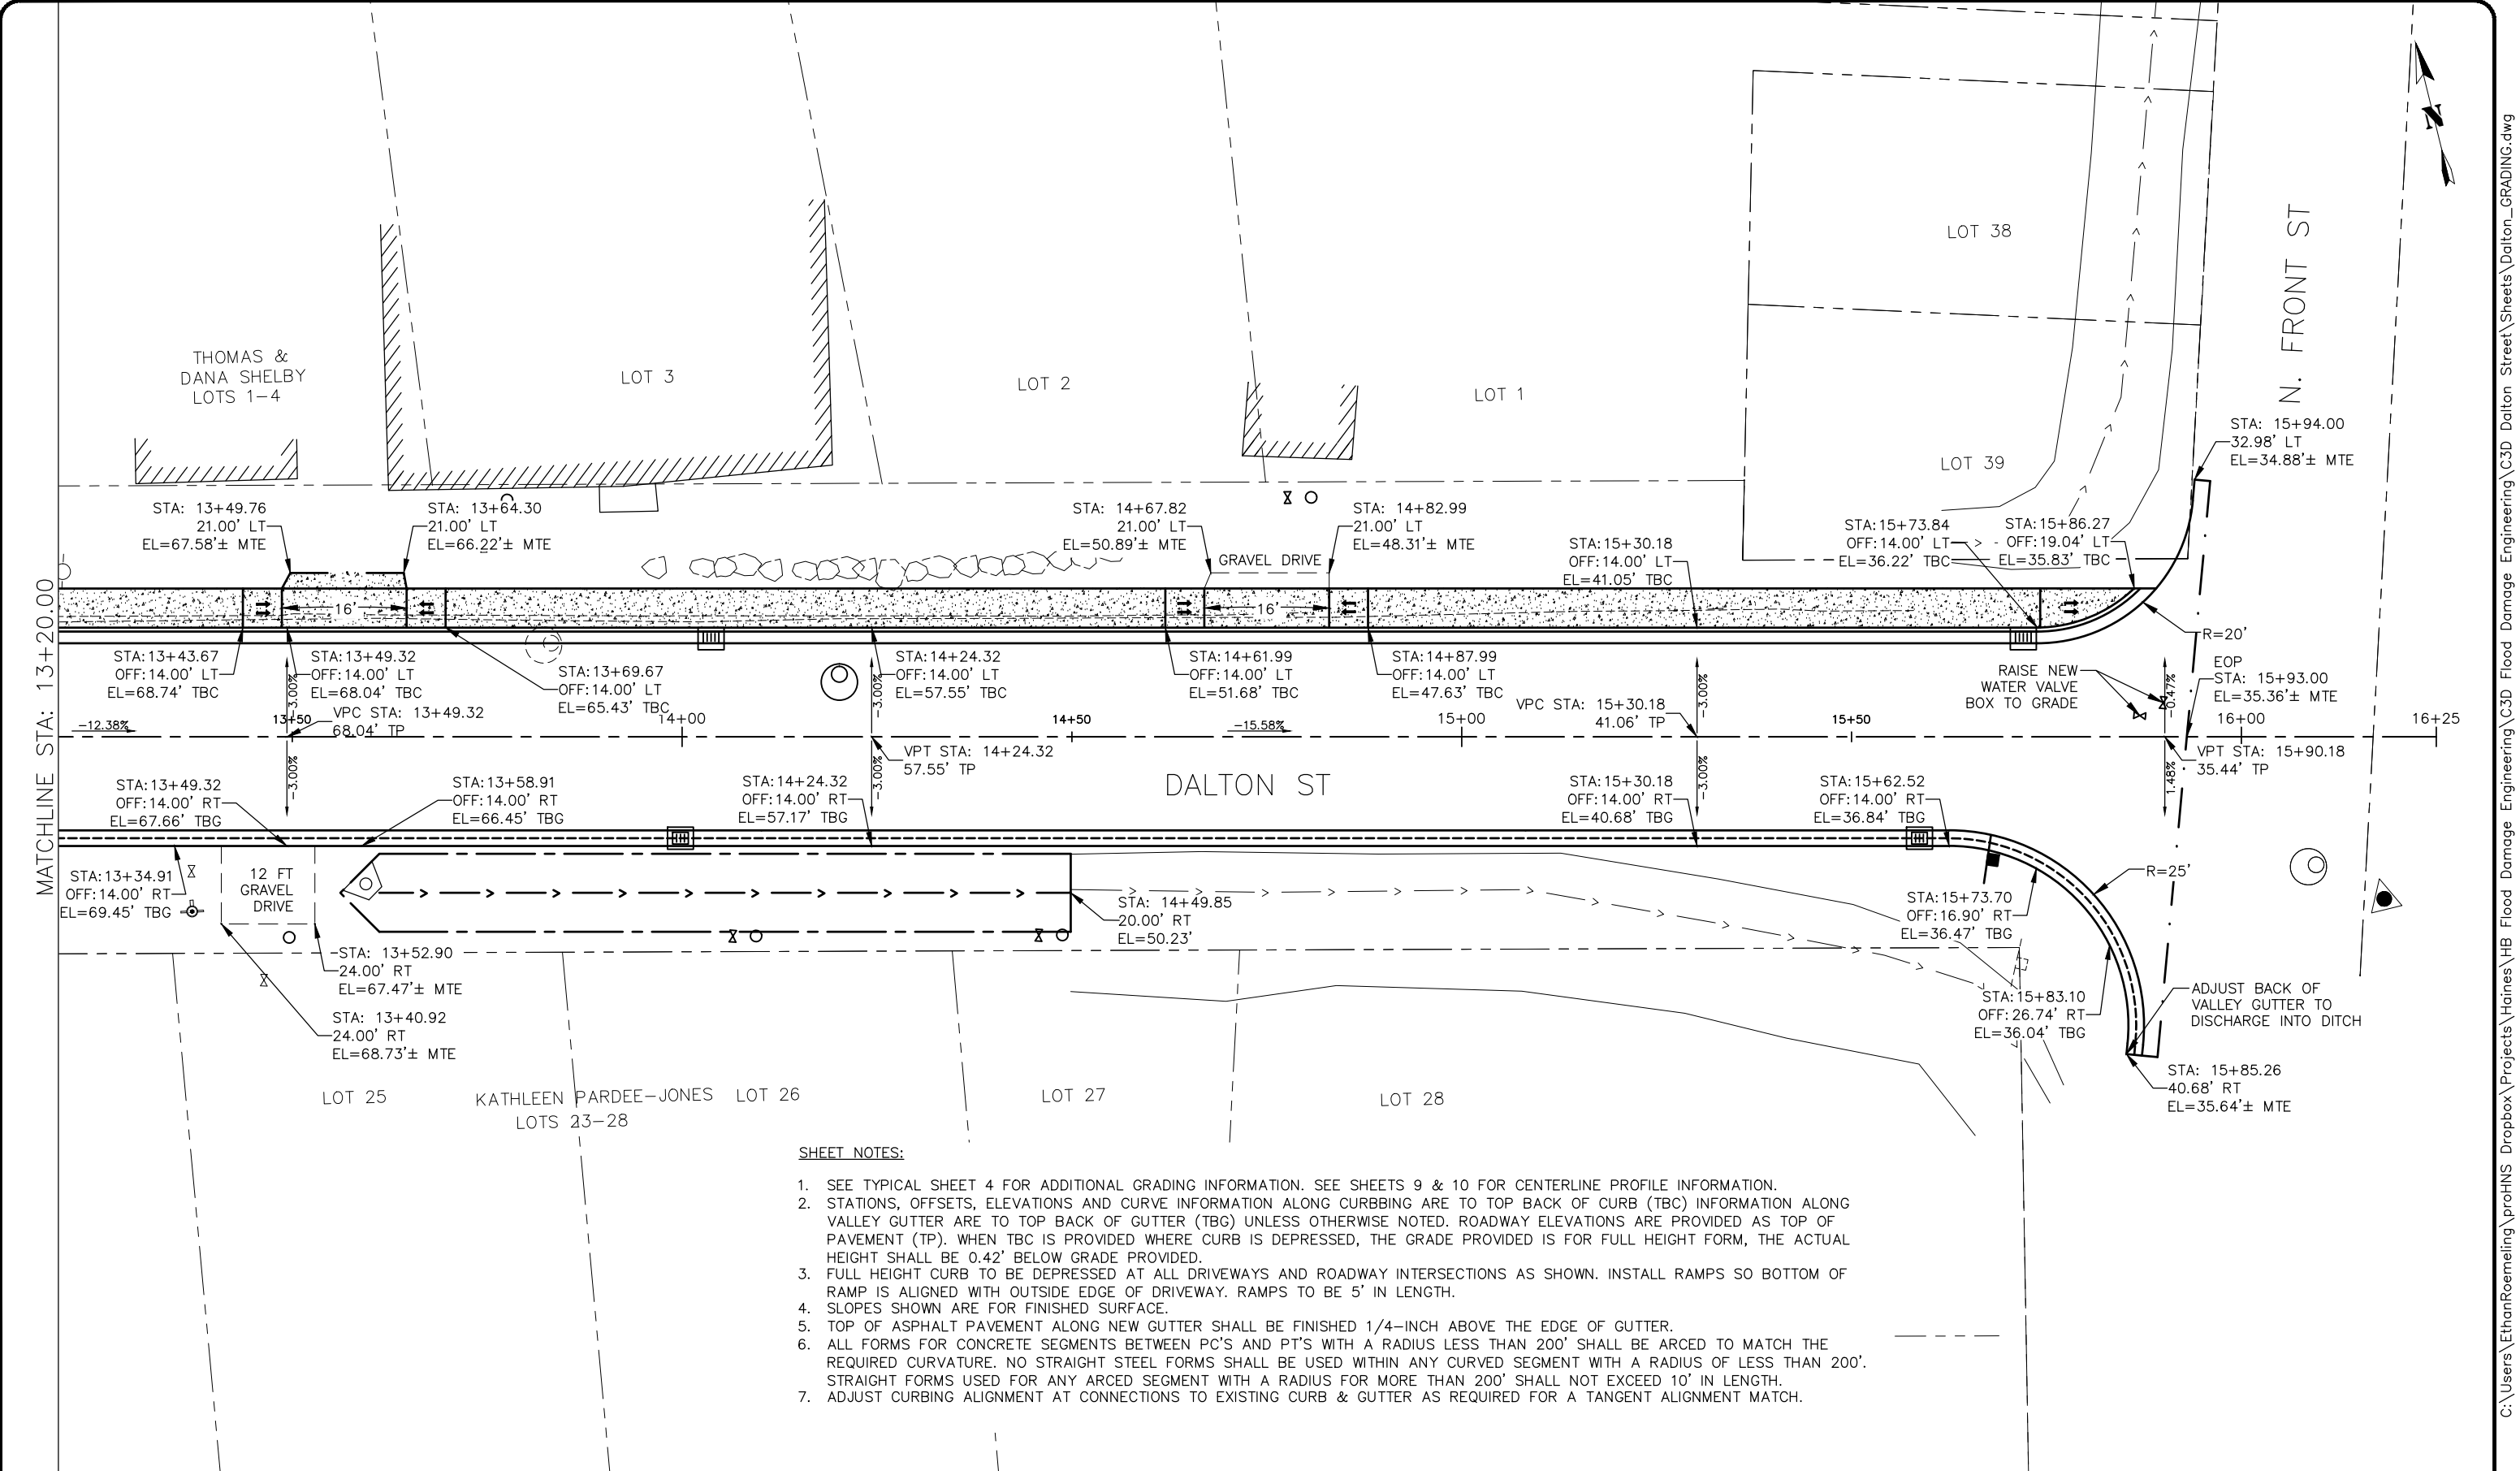 N
C:\Users\EthanRoemeling\proHNS Dropbox\Projects\Haines\HB Flood Damage Engineering\C3D Flood Damage Engineering\C3D Dalton Street\Sheets\Dalton_GRADING.dwg
LOT 38
N. FRONT ST
THOMAS &
DANA SHELBY
LOTS 1-4
LOT 3
LOT 2
LOT 1
LOT 39
STA: 15+94.00
32.98' LT
EL=34.88'± MTE
STA: 13+49.76
21.00' LT
EL=67.58'± MTE
STA: 13+64.30
21.00' LT
EL=66.22'± MTE
STA: 14+67.82
21.00' LT
EL=50.89'± MTE
STA: 14+82.99
21.00' LT
EL=48.31'± MTE
GRAVEL DRIVE
STA:15+30.18
OFF:14.00' LT
EL=41.05' TBC
STA:15+73.84
OFF:14.00' LT
EL=36.22' TBC
STA:15+86.27
OFF:19.04' LT
EL=35.83' TBC
MATCHLINE STA: 13+20.00
16'
16'
R=20'
STA:13+43.67
OFF:14.00' LT
EL=68.74' TBC
STA:13+49.32
OFF:14.00' LT
EL=68.04' TBC
STA:13+69.67
OFF:14.00' LT
EL=65.43' TBC
STA:14+24.32
OFF:14.00' LT
EL=57.55' TBC
STA:14+61.99
OFF:14.00' LT
EL=51.68' TBC
STA:14+87.99
OFF:14.00' LT
EL=47.63' TBC
RAISE NEW
WATER VALVE
BOX TO GRADE
EOP
STA: 15+93.00
EL=35.36'± MTE
-3.00%
-3.00%
-3.00%
-0.47%
-12.38%
13+50
VPC STA: 13+49.32
68.04' TP
14+00
14+50
-15.58%
15+00
VPC STA: 15+30.18
41.06' TP
15+50
16+00
16+25
VPT STA: 14+24.32
57.55' TP
VPT STA: 15+90.18
35.44' TP
-3.00%
-3.00%
-3.00%
1.48%
DALTON ST
STA:13+49.32
OFF:14.00' RT
EL=67.66' TBG
STA:13+58.91
OFF:14.00' RT
EL=66.45' TBG
STA:14+24.32
OFF:14.00' RT
EL=57.17' TBG
STA:15+30.18
OFF:14.00' RT
EL=40.68' TBG
STA:15+62.52
OFF:14.00' RT
EL=36.84' TBG
STA:13+34.91
OFF:14.00' RT
EL=69.45' TBG
12 FT
GRAVEL
DRIVE
R=25'
STA: 14+49.85
20.00' RT
EL=50.23'
STA:15+73.70
OFF:16.90' RT
EL=36.47' TBG
STA: 13+52.90
24.00' RT
EL=67.47'± MTE
STA: 13+40.92
24.00' RT
EL=68.73'± MTE
STA:15+83.10
OFF:26.74' RT
EL=36.04' TBG
ADJUST BACK OF
VALLEY GUTTER TO
DISCHARGE INTO DITCH
STA: 15+85.26
40.68' RT
EL=35.64'± MTE
LOT 25
KATHLEEN PARDEE-JONES
LOTS 23-28
LOT 26
LOT 27
LOT 28
SHEET NOTES:
1. SEE TYPICAL SHEET 4 FOR ADDITIONAL GRADING INFORMATION. SEE SHEETS 9 & 10 FOR CENTERLINE PROFILE INFORMATION.
2. STATIONS, OFFSETS, ELEVATIONS AND CURVE INFORMATION ALONG CURBBING ARE TO TOP BACK OF CURB (TBC) INFORMATION ALONG
VALLEY GUTTER ARE TO TOP BACK OF GUTTER (TBG) UNLESS OTHERWISE NOTED. ROADWAY ELEVATIONS ARE PROVIDED AS TOP OF
PAVEMENT (TP). WHEN TBC IS PROVIDED WHERE CURB IS DEPRESSED, THE GRADE PROVIDED IS FOR FULL HEIGHT FORM, THE ACTUAL
HEIGHT SHALL BE 0.42' BELOW GRADE PROVIDED.
3. FULL HEIGHT CURB TO BE DEPRESSED AT ALL DRIVEWAYS AND ROADWAY INTERSECTIONS AS SHOWN. INSTALL RAMPS SO BOTTOM OF
RAMP IS ALIGNED WITH OUTSIDE EDGE OF DRIVEWAY. RAMPS TO BE 5' IN LENGTH.
4. SLOPES SHOWN ARE FOR FINISHED SURFACE.
5. TOP OF ASPHALT PAVEMENT ALONG NEW GUTTER SHALL BE FINISHED 1/4-INCH ABOVE THE EDGE OF GUTTER.
6. ALL FORMS FOR CONCRETE SEGMENTS BETWEEN PC'S AND PT'S WITH A RADIUS LESS THAN 200' SHALL BE ARCED TO MATCH THE
REQUIRED CURVATURE. NO STRAIGHT STEEL FORMS SHALL BE USED WITHIN ANY CURVED SEGMENT WITH A RADIUS OF LESS THAN 200'.
STRAIGHT FORMS USED FOR ANY ARCED SEGMENT WITH A RADIUS FOR MORE THAN 200' SHALL NOT EXCEED 10' IN LENGTH.
7. ADJUST CURBING ALIGNMENT AT CONNECTIONS TO EXISTING CURB & GUTTER AS REQUIRED FOR A TANGENT ALIGNMENT MATCH.